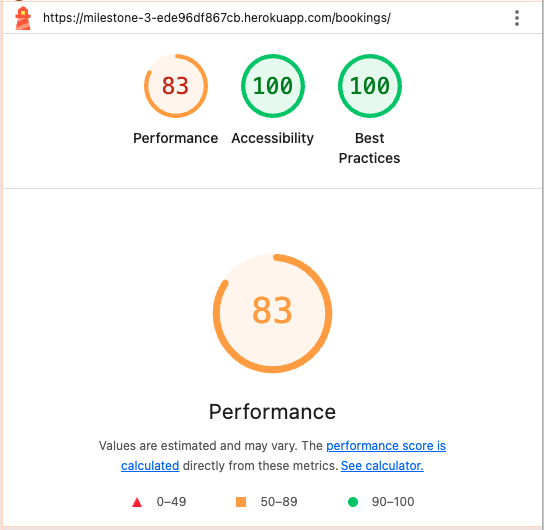 https://milestone-3-ede96df867cb.herokuapp.com/bookings/
83 100 100
Performance Accessibility Best
Practices
83
Performance
Values are estimated and may vary. The performance score is
calculated directly from these metrics. See calculator.
0–49 50–89 90–100